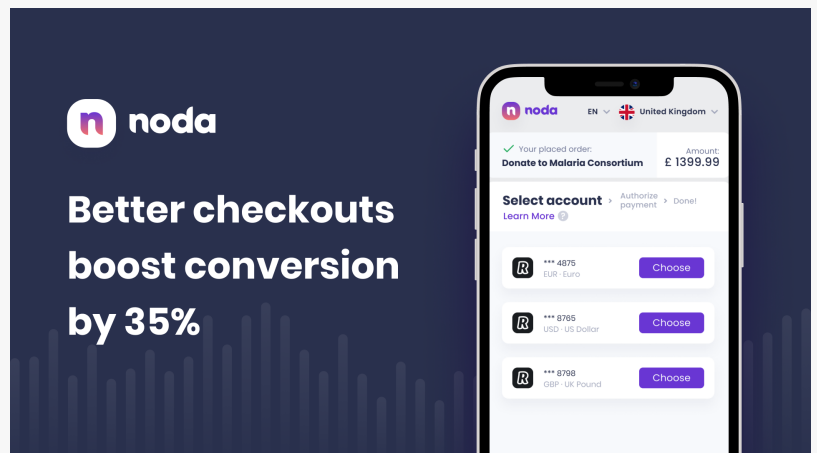 noda
Better checkouts
boost conversion
by 35%
noda
EN
United Kingdom
Your placed order:
Donate to Malaria Consortium
Amount:
£ 1399.99
Select account
Authorize
payment
Done!
Learn More ?
*** 4875
EUR · Euro
Choose
*** 8765
USD · US Dollar
Choose
*** 8798
GBP · UK Pound
Choose